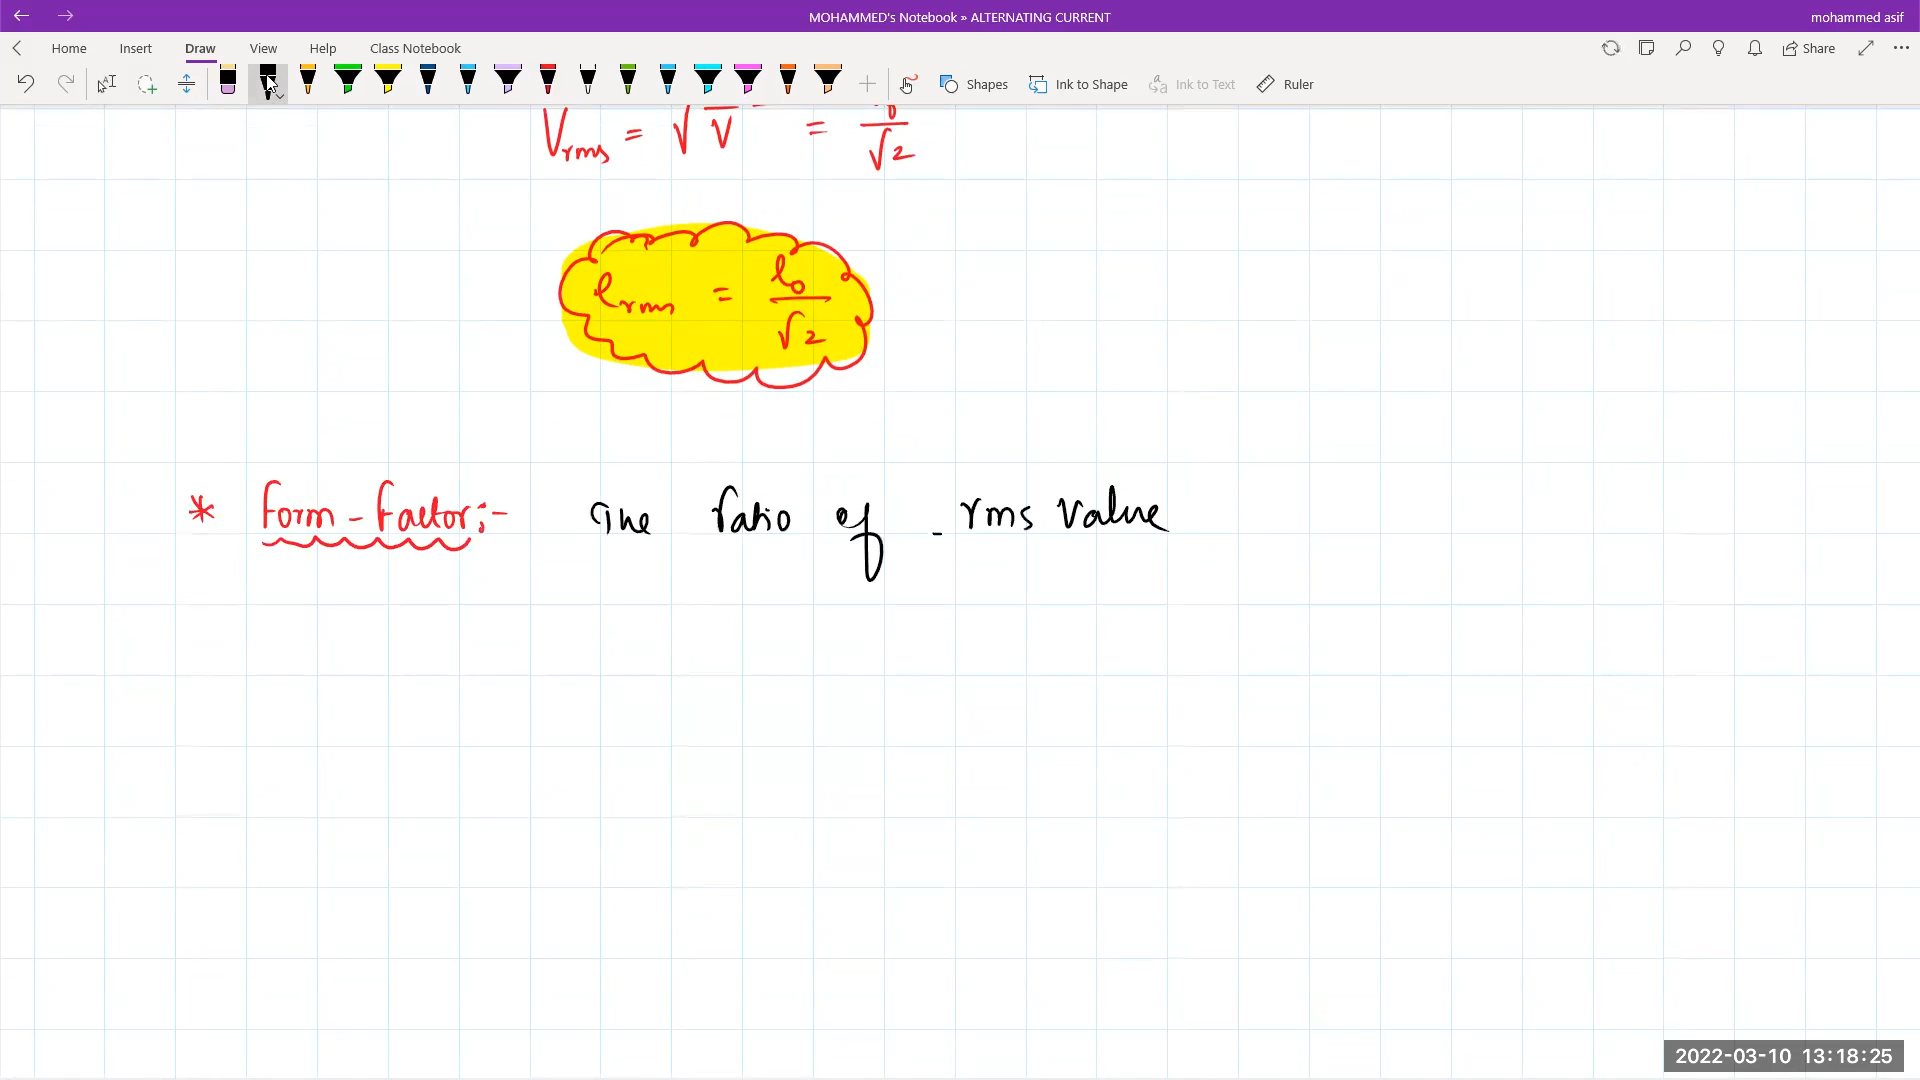 MOHAMMED's Notebook » ALTERNATING CURRENT
mohammed asif
Home Insert Draw View Help Class Notebook
Share
Shapes Ink to Shape Ink to Text Ruler
Vrms = √V =  /√2
erms = e₀/√2
* Form-Factor:- The ratio of - rms value
2022-03-10 13:18:25